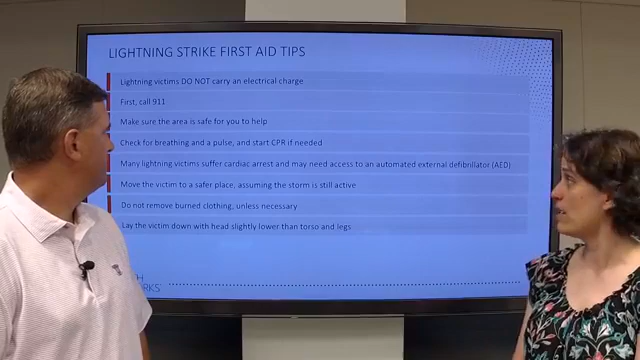 LIGHTNING STRIKE FIRST AID TIPS
Lightning victims DO NOT carry an electrical charge
First, call 911
Make sure the area is safe for you to help
Check for breathing and a pulse, and start CPR if needed
Many lightning victims suffer cardiac arrest and may need access to an automated external defibrillator (AED)
Move the victim to a safer place, assuming the storm is still active
Do not remove burned clothing, unless necessary
Lay the victim down with head slightly lower than torso and legs